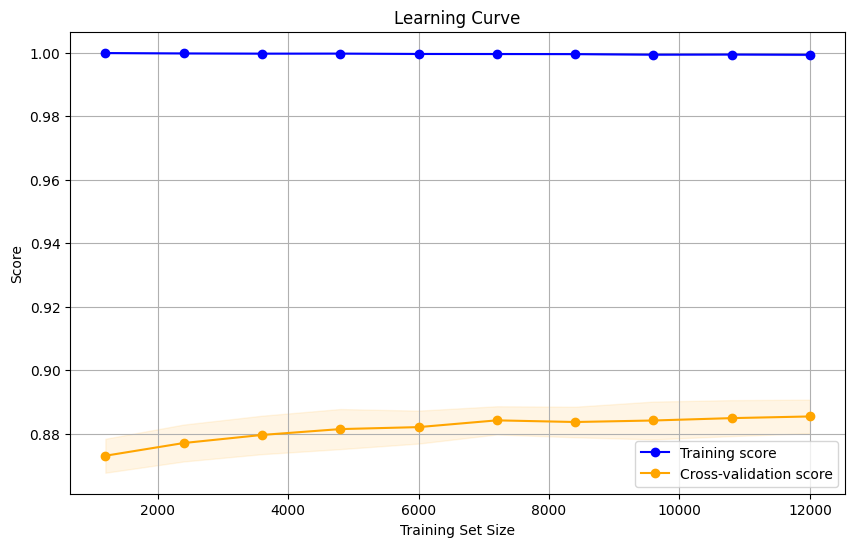 Learning Curve
1.00
0.98
0.96
0.94
0.92
0.90
0.88
Score
2000
4000
6000
8000
10000
12000
Training Set Size
Training score
Cross-validation score